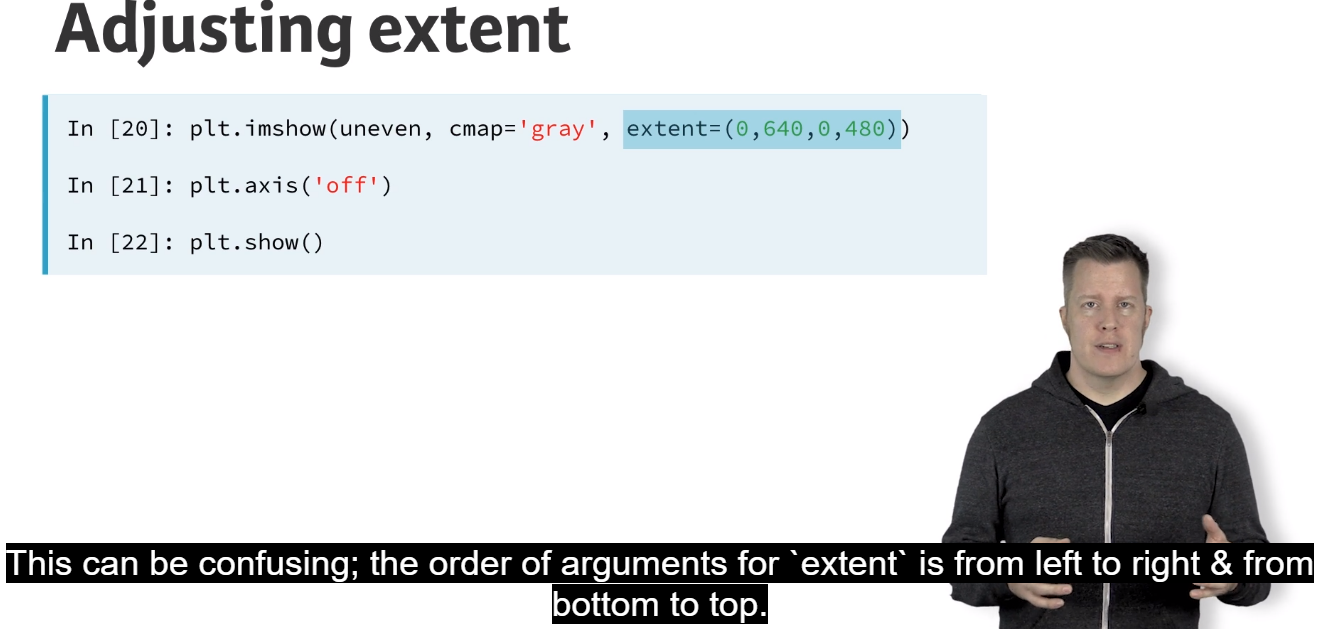 Adjusting extent
In [20]: plt.imshow(uneven, cmap='gray', extent=(0,640,0,480))
In [21]: plt.axis('off')
In [22]: plt.show()
This can be confusing; the order of arguments for `extent` is from left to right & from
bottom to top.